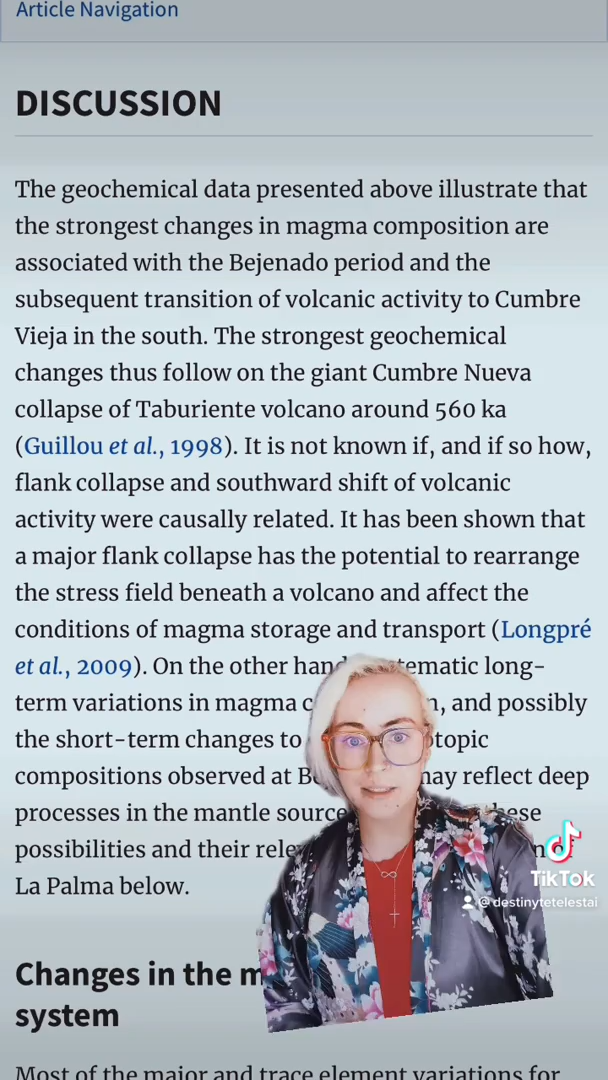 Article Navigation
DISCUSSION
The geochemical data presented above illustrate that
the strongest changes in magma composition are
associated with the Bejenado period and the
subsequent transition of volcanic activity to Cumbre
Vieja in the south. The strongest geochemical
changes thus follow on the giant Cumbre Nueva
collapse of Taburiente volcano around 560 ka
(Guillou et al., 1998). It is not known if, and if so how,
flank collapse and southward shift of volcanic
activity were causally related. It has been shown that
a major flank collapse has the potential to rearrange
the stress field beneath a volcano and affect the
conditions of magma storage and transport (Longpré
et al., 2009). On the other long-
term variations in magma and possibly
the short-term changes to
compositions observed at may reflect deep
processes in the mantle source
possibilities and their
La Palma below.
Changes in the
system
Most of the major and trace element variations for
TikTok
@destinytetelestai